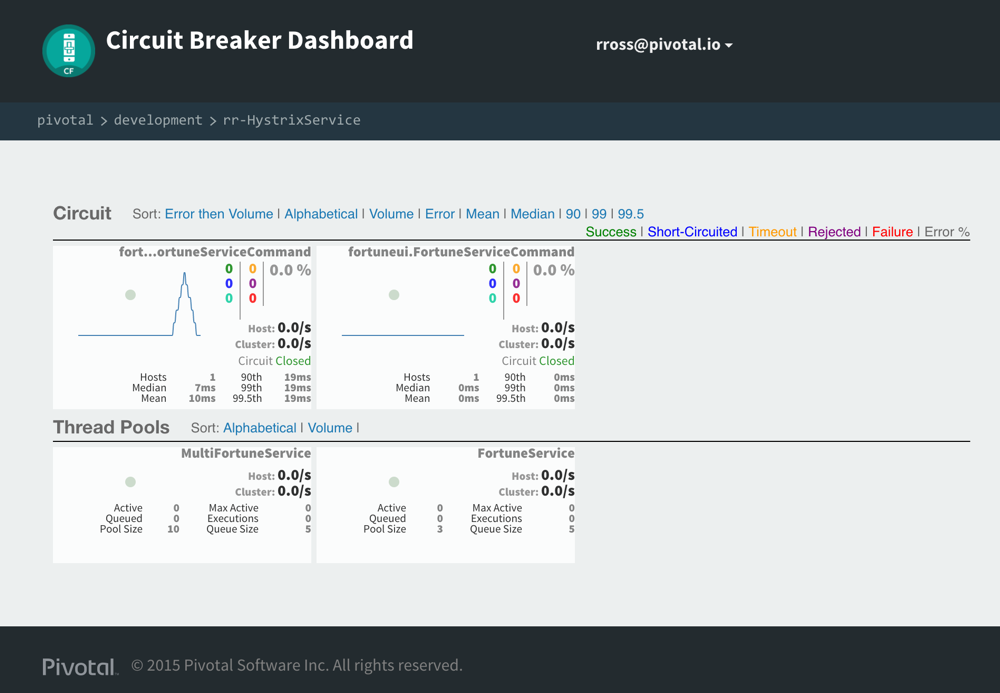 Circuit Breaker Dashboard
rross@pivotal.io
CF
pivotal > development > rr-HystrixService
Circuit Sort: Error then Volume | Alphabetical | Volume | Error | Mean | Median | 90 | 99 | 99.5
Success | Short-Circuited | Timeout | Rejected | Failure | Error %
fort...ortuneServiceCommand
0 0 0.0 %
0 0
0 0
Host: 0.0/s
Cluster: 0.0/s
Circuit Closed
Hosts 1 90th 19ms
Median 7ms 99th 19ms
Mean 10ms 99.5th 19ms
fortuneui.FortuneServiceCommand
0 0 0.0 %
0 0
0 0
Host: 0.0/s
Cluster: 0.0/s
Circuit Closed
Hosts 1 90th 0ms
Median 0ms 99th 0ms
Mean 0ms 99.5th 0ms
Thread Pools Sort: Alphabetical | Volume |
MultiFortuneService
Host: 0.0/s
Cluster: 0.0/s
Active 0 Max Active 0
Queued 0 Executions 0
Pool Size 10 Queue Size 5
FortuneService
Host: 0.0/s
Cluster: 0.0/s
Active 0 Max Active 0
Queued 0 Executions 0
Pool Size 3 Queue Size 5
Pivotal © 2015 Pivotal Software Inc. All rights reserved.